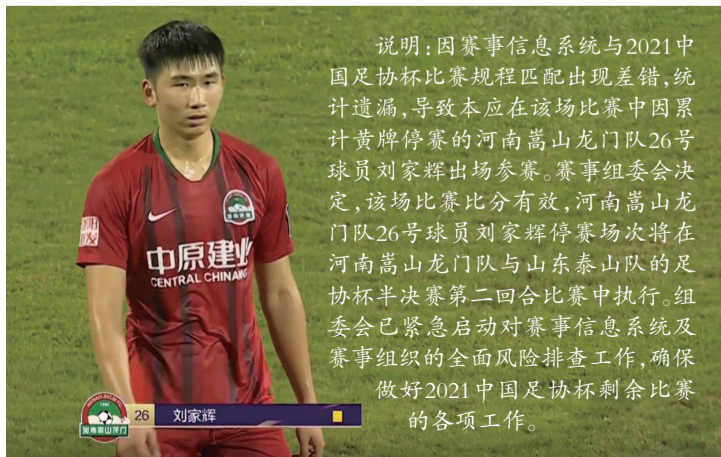 说明:因赛事信息系统与2021中
国足协杯比赛规程匹配出现差错,统
计遗漏,导致本应在该场比赛中因累
计黄牌停赛的河南嵩山龙门队26号
球员刘家辉出场参赛。赛事组委会决
定,该场比赛比分有效,河南嵩山龙
门队26号球员刘家辉停赛场次将在
河南嵩山龙门队与山东泰山队的足
协杯半决赛第二回合比赛中执行。组
委会已紧急启动对赛事信息系统及
赛事组织的全面风险排查工作,确保
做好2021中国足协杯剩余比赛
的各项工作。
中原建业
CENTRAL CHINA
河南嵩山龙门
26
刘家辉